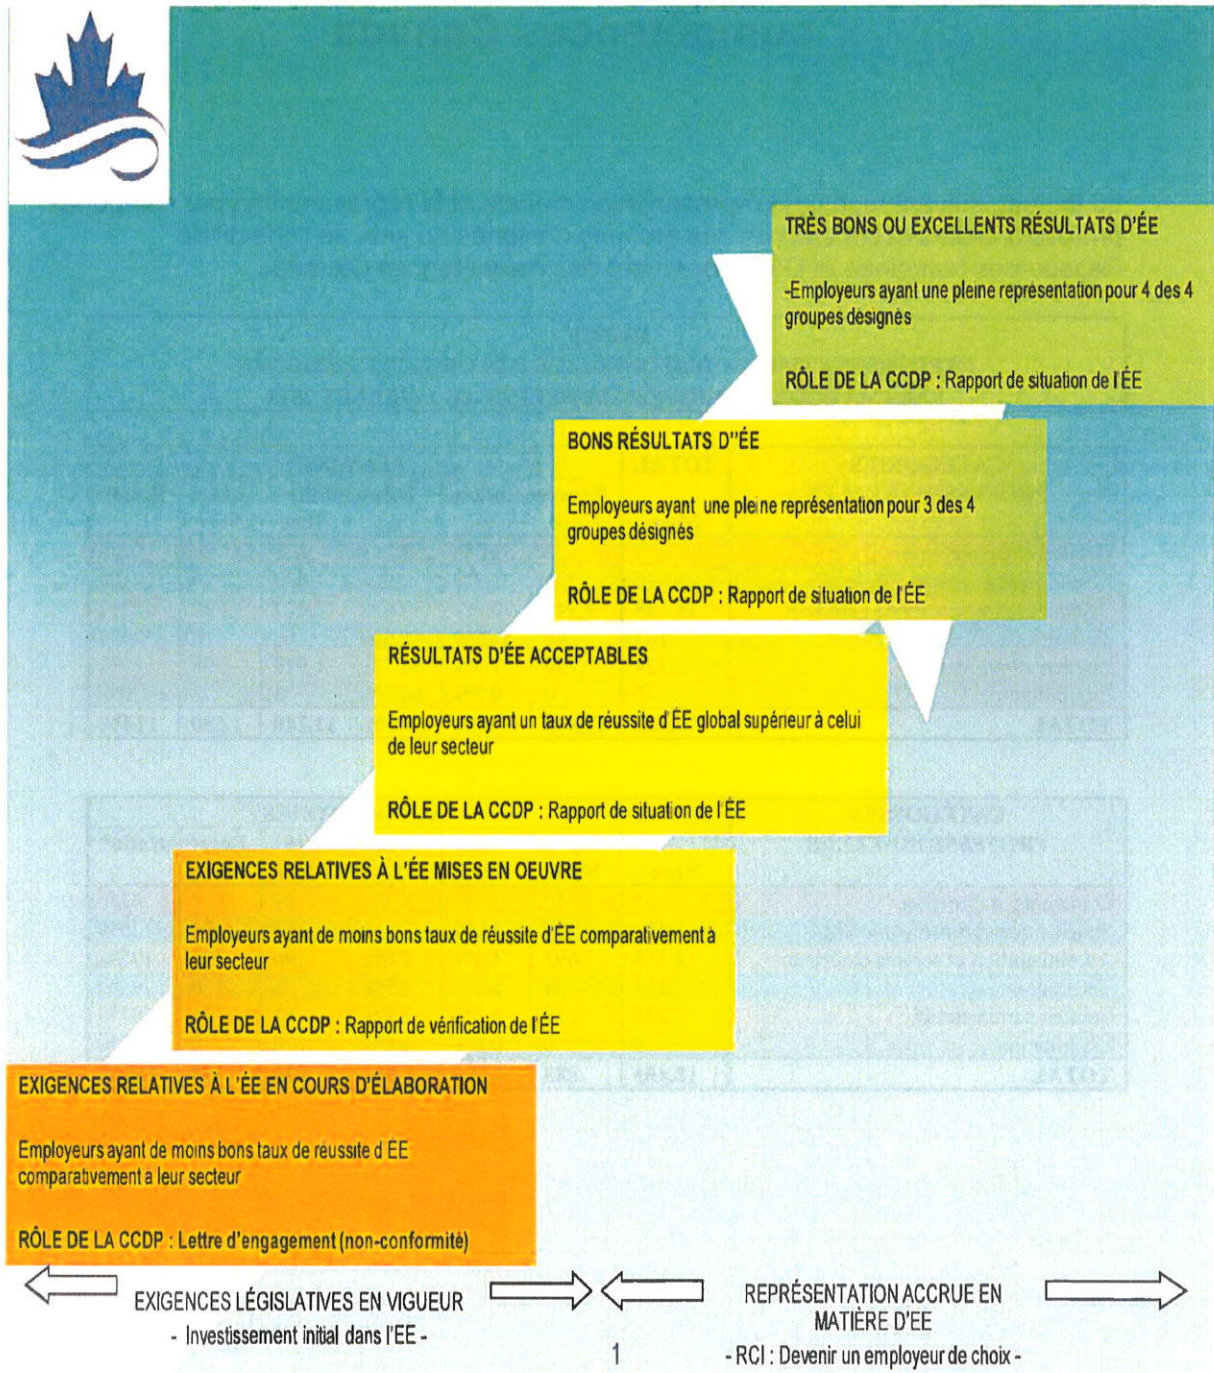 TRÈS BONS OU EXCELLENTS RÉSULTATS D'ÉE
-Employeurs ayant une pleine représentation pour 4 des 4
groupes désignés
RÔLE DE LA CCDP : Rapport de situation de l'ÉE
BONS RÉSULTATS D''ÉE
Employeurs ayant une pleine représentation pour 3 des 4
groupes désignés
RÔLE DE LA CCDP : Rapport de situation de l'ÉE
RÉSULTATS D'ÉE ACCEPTABLES
Employeurs ayant un taux de réussite d'ÉE global supérieur à celui
de leur secteur
RÔLE DE LA CCDP : Rapport de situation de l'ÉE
EXIGENCES RELATIVES À L'ÉE MISES EN OEUVRE
Employeurs ayant de moins bons taux de réussite d'ÉE comparativement à
leur secteur
RÔLE DE LA CCDP : Rapport de vérification de l'ÉE
EXIGENCES RELATIVES À L'ÉE EN COURS D'ÉLABORATION
Employeurs ayant de moins bons taux de réussite d'ÉE
comparativement à leur secteur
RÔLE DE LA CCDP : Lettre d'engagement (non-conformité)
EXIGENCES LÉGISLATIVES EN VIGUEUR
- Investissement initial dans l'EE -
REPRÉSENTATION ACCRUE EN
MATIÈRE D'EE
- RCI : Devenir un employeur de choix -
1